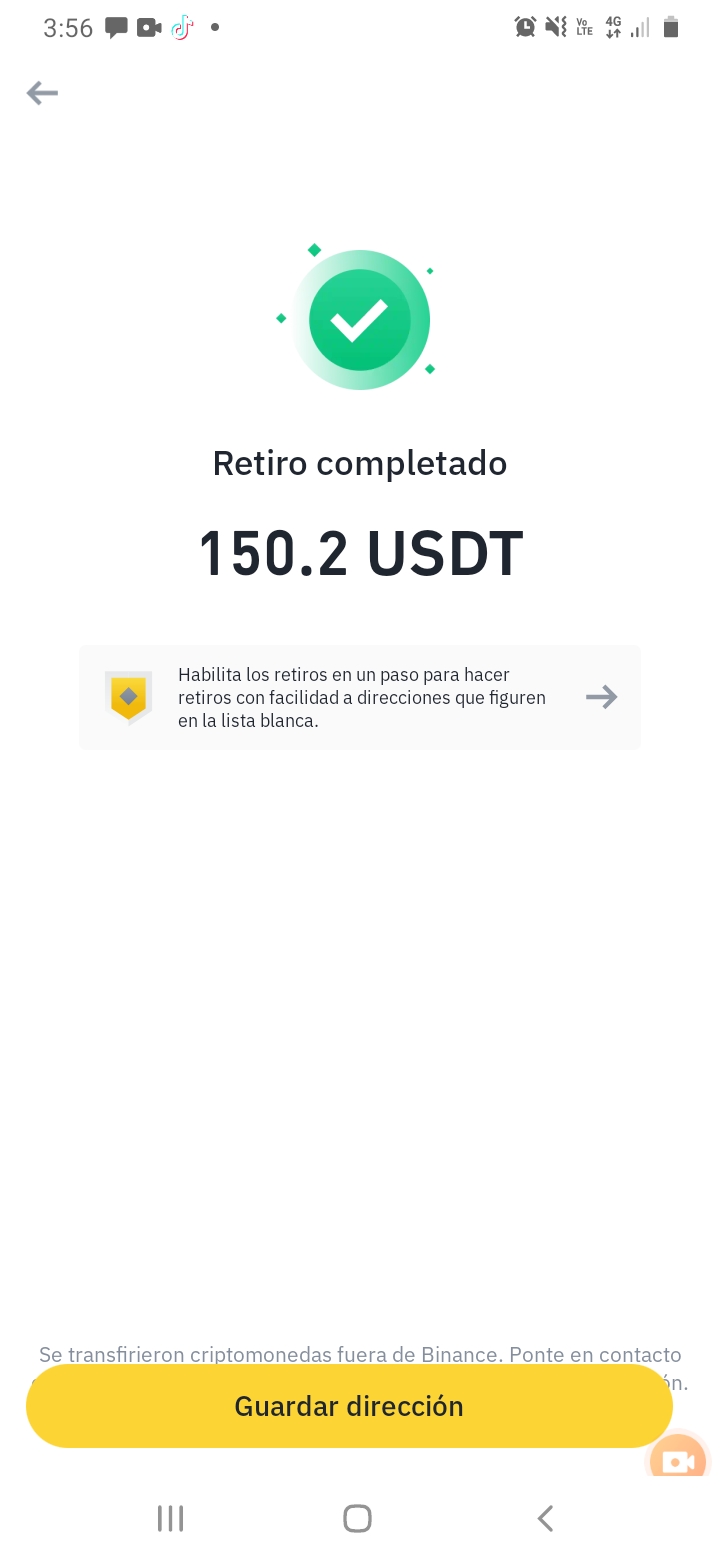 3:56
Vo
LTE
4G
Retiro completado
150.2 USDT
Habilita los retiros en un paso para hacer
retiros con facilidad a direcciones que figuren
en la lista blanca.
Se transfirieron criptomonedas fuera de Binance. Ponte en contacto
Guardar dirección